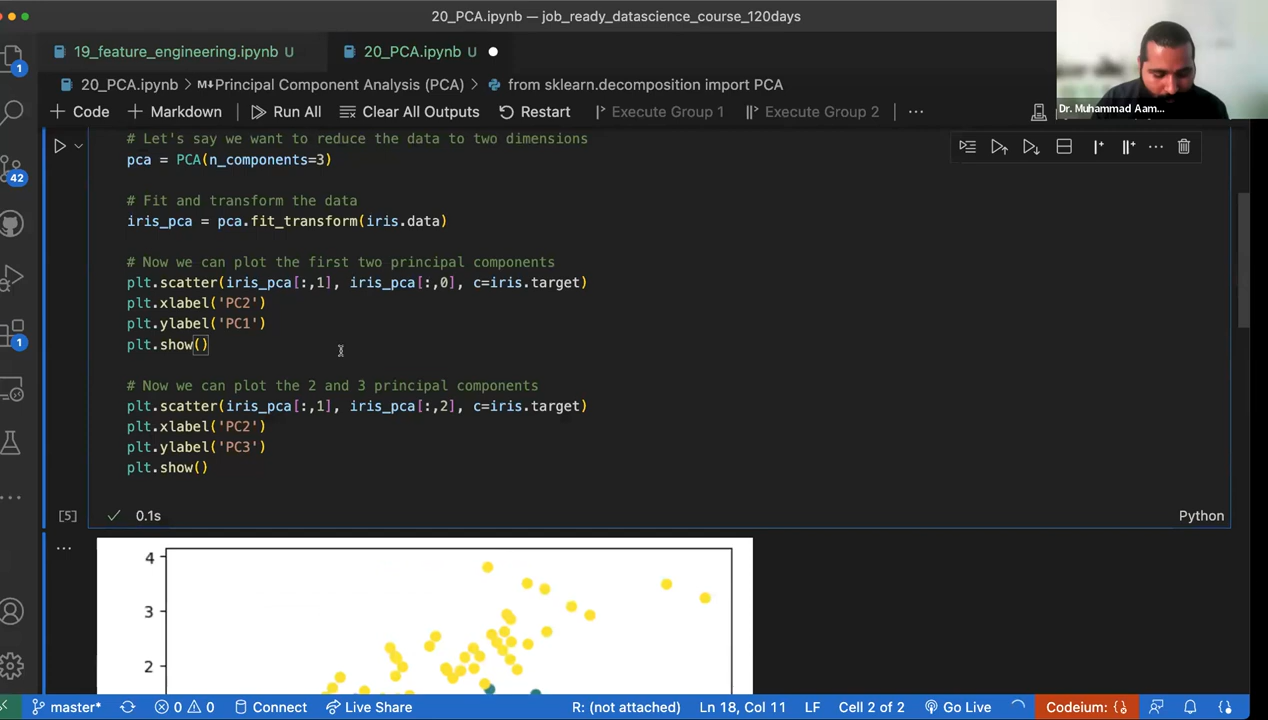 20_PCA.ipynb — job_ready_datascience_course_120days
19_feature_engineering.ipynb U
20_PCA.ipynb U
20_PCA.ipynb > M↓Principal Component Analysis (PCA) > from sklearn.decomposition import PCA
Dr. Muhammad Aam...
+ Code + Markdown Run All Clear All Outputs Restart Execute Group 1 Execute Group 2 ...
# Let's say we want to reduce the data to two dimensions
pca = PCA(n_components=3)
# Fit and transform the data
iris_pca = pca.fit_transform(iris.data)
# Now we can plot the first two principal components
plt.scatter(iris_pca[:,1], iris_pca[:,0], c=iris.target)
plt.xlabel('PC2')
plt.ylabel('PC1')
plt.show()
# Now we can plot the 2 and 3 principal components
plt.scatter(iris_pca[:,1], iris_pca[:,2], c=iris.target)
plt.xlabel('PC2')
plt.ylabel('PC3')
plt.show()
[5] 0.1s Python
4
3
2
1
42
1
master* 0 0 Connect Live Share R: (not attached) Ln 18, Col 11 LF Cell 2 of 2 Go Live Codeium: {}